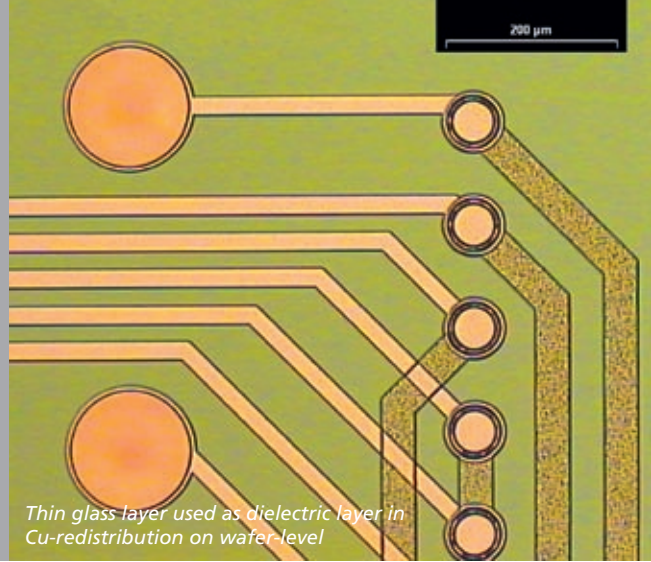 200 µm
Thin glass layer used as dielectric layer in
Cu-redistribution on wafer-level